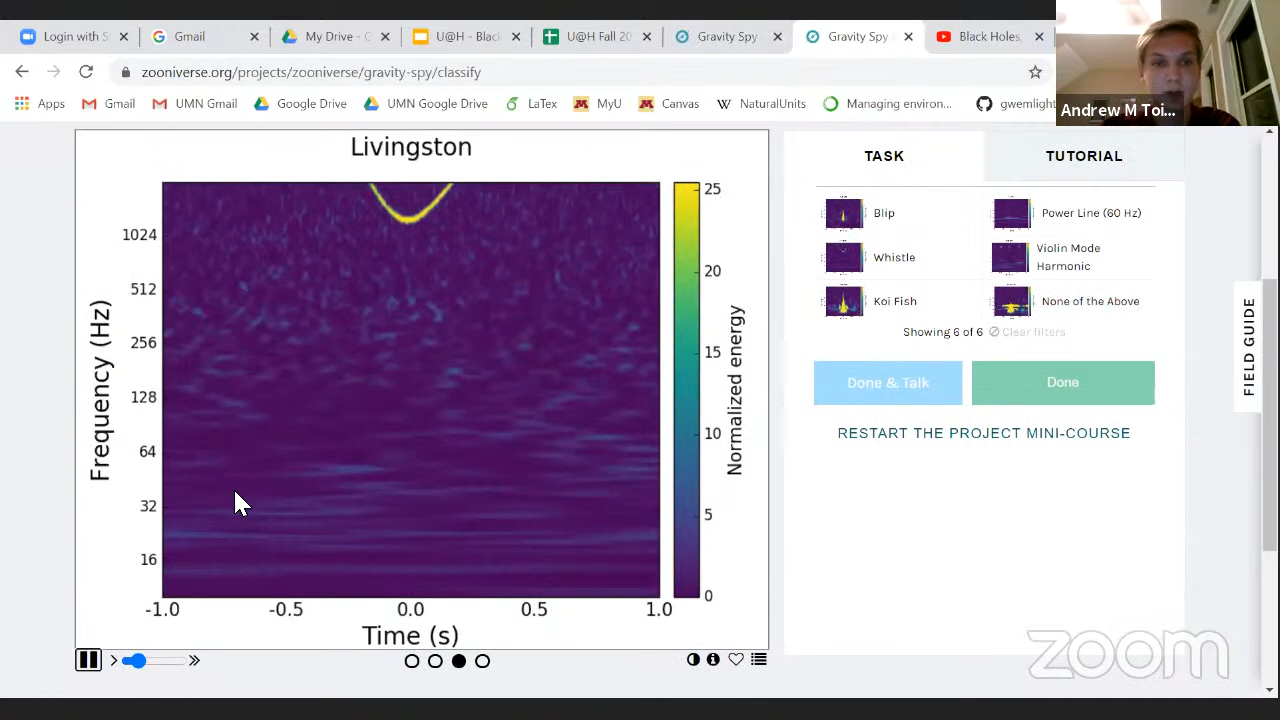 Login with S
Gmail
My Drive - G
U@H - Black
U@H Fall 20
Gravity Spy
Gravity Spy
Black Holes,
zooniverse.org/projects/zooniverse/gravity-spy/classify
Apps
Gmail
UMN Gmail
Google Drive
UMN Google Drive
LaTex
MyU
Canvas
NaturalUnits
Managing environ...
gwemlight
Andrew M Toi...
Livingston
1024
512
256
128
64
32
16
Frequency (Hz)
-1.0
-0.5
0.0
0.5
1.0
Time (s)
25
20
15
10
5
0
Normalized energy
TASK
TUTORIAL
Blip
Power Line (60 Hz)
Whistle
Violin Mode
Harmonic
Koi Fish
None of the Above
Showing 6 of 6 Clear filters
Done & Talk
Done
RESTART THE PROJECT MINI-COURSE
FIELD GUIDE
zoom